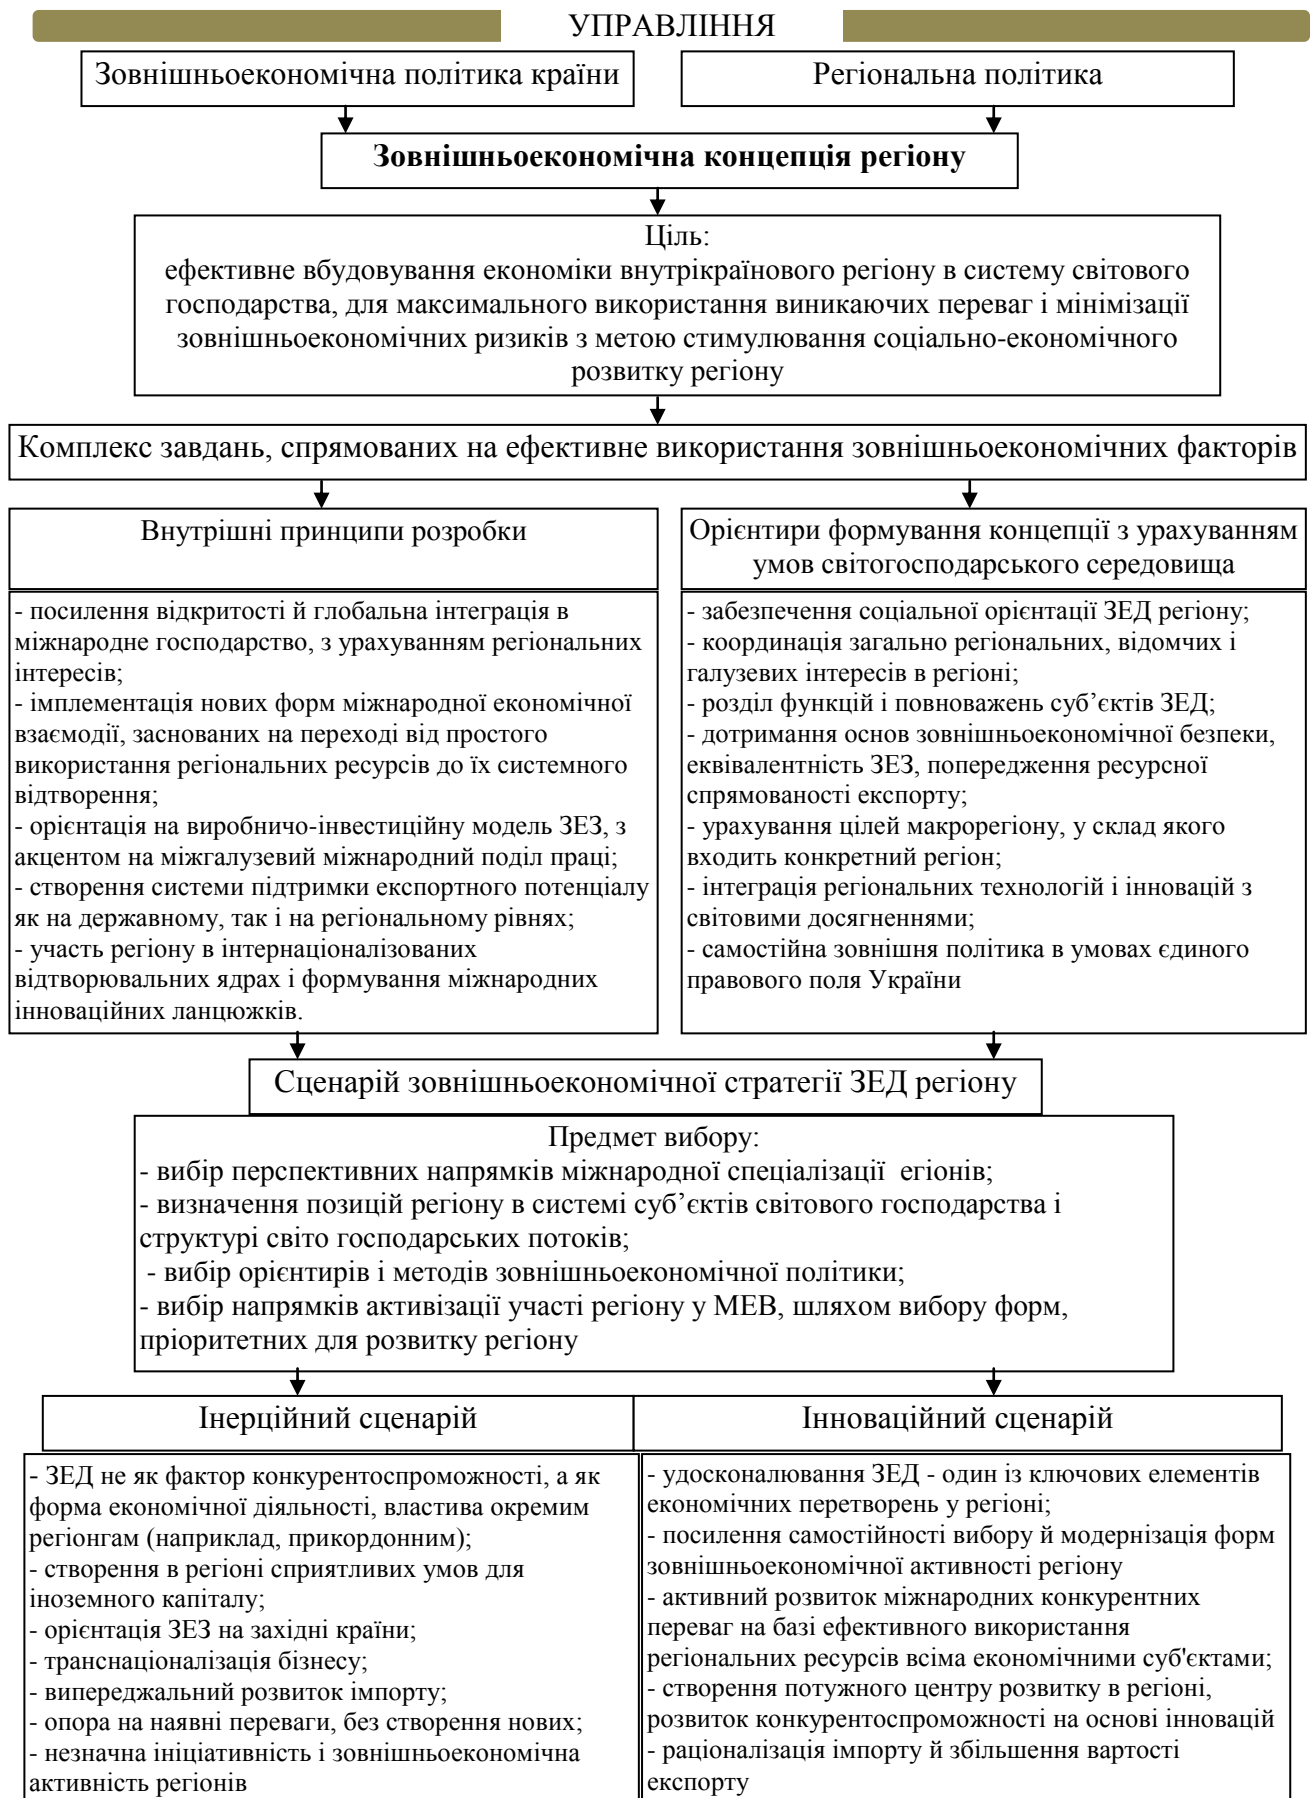 УПРАВЛІННЯ
Зовнішньоекономічна політика країни
Регіональна політика
Зовнішньоекономічна концепція регіону
Ціль:
ефективне вбудовування економіки внутрікраїнового регіону в систему світового
господарства, для максимального використання виникаючих переваг і мінімізації
зовнішньоекономічних ризиків з метою стимулювання соціально-економічного
розвитку регіону
Комплекс завдань, спрямованих на ефективне використання зовнішньоекономічних факторів
Внутрішні принципи розробки
- посилення відкритості й глобальна інтеграція в
міжнародне господарство, з урахуванням регіональних
інтересів;
- імплементація нових форм міжнародної економічної
взаємодії, заснованих на переході від простого
використання регіональних ресурсів до їх системного
відтворення;
- орієнтація на виробничо-інвестиційну модель ЗЕЗ, з
акцентом на міжгалузевий міжнародний поділ праці;
- створення системи підтримки експортного потенціалу
як на державному, так і на регіональному рівнях;
- участь регіону в інтернаціоналізованих
відтворювальних ядрах і формування міжнародних
інноваційних ланцюжків.
Орієнтири формування концепції з урахуванням
умов світогосподарського середовища
- забезпечення соціальної орієнтації ЗЕД регіону;
- координація загально регіональних, відомчих і
галузевих інтересів в регіоні;
- розділ функцій і повноважень суб’єктів ЗЕД;
- дотримання основ зовнішньоекономічної безпеки,
еквівалентність ЗЕЗ, попередження ресурсної
спрямованості експорту;
- урахування цілей макрорегіону, у склад якого
входить конкретний регіон;
- інтеграція регіональних технологій і інновацій з
світовими досягненнями;
- самостійна зовнішня політика в умовах єдиного
правового поля України
Сценарій зовнішньоекономічної стратегії ЗЕД регіону
Предмет вибору:
- вибір перспективних напрямків міжнародної спеціалізації  егіонів;
- визначення позицій регіону в системі суб’єктів світового господарства і
структурі світо господарських потоків;
- вибір орієнтирів і методів зовнішньоекономічної політики;
- вибір напрямків активізації участі регіону у МЕВ, шляхом вибору форм,
пріоритетних для розвитку регіону
Інерційний сценарій
- ЗЕД не як фактор конкурентоспроможності, а як
форма економічної діяльності, властива окремим
регіонгам (наприклад, прикордонним);
- створення в регіоні сприятливих умов для
іноземного капіталу;
- орієнтація ЗЕЗ на західні країни;
- транснаціоналізація бізнесу;
- випереджальний розвиток імпорту;
- опора на наявні переваги, без створення нових;
- незначна ініціативність і зовнішньоекономічна
активність регіонів
Інноваційний сценарій
- удосконалювання ЗЕД - один із ключових елементів
економічних перетворень у регіоні;
- посилення самостійності вибору й модернізація форм
зовнішньоекономічної активності регіону
- активний розвиток міжнародних конкурентних
переваг на базі ефективного використання
регіональних ресурсів всіма економічними суб'єктами;
- створення потужного центру розвитку в регіоні,
розвиток конкурентоспроможності на основі інновацій
- раціоналізація імпорту й збільшення вартості
експорту